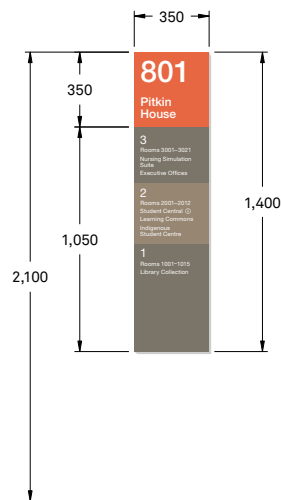 350
801
350
Pitkin
House
3
Rooms 3001–3021
Nursing Simulation
Suite
Executive Offices
2
Rooms 2001–2012
Student Central ⓘ
Learning Commons
Indigenous
Student Centre
1,400
1,050
1
Rooms 1001–1015
Library Collection
2,100